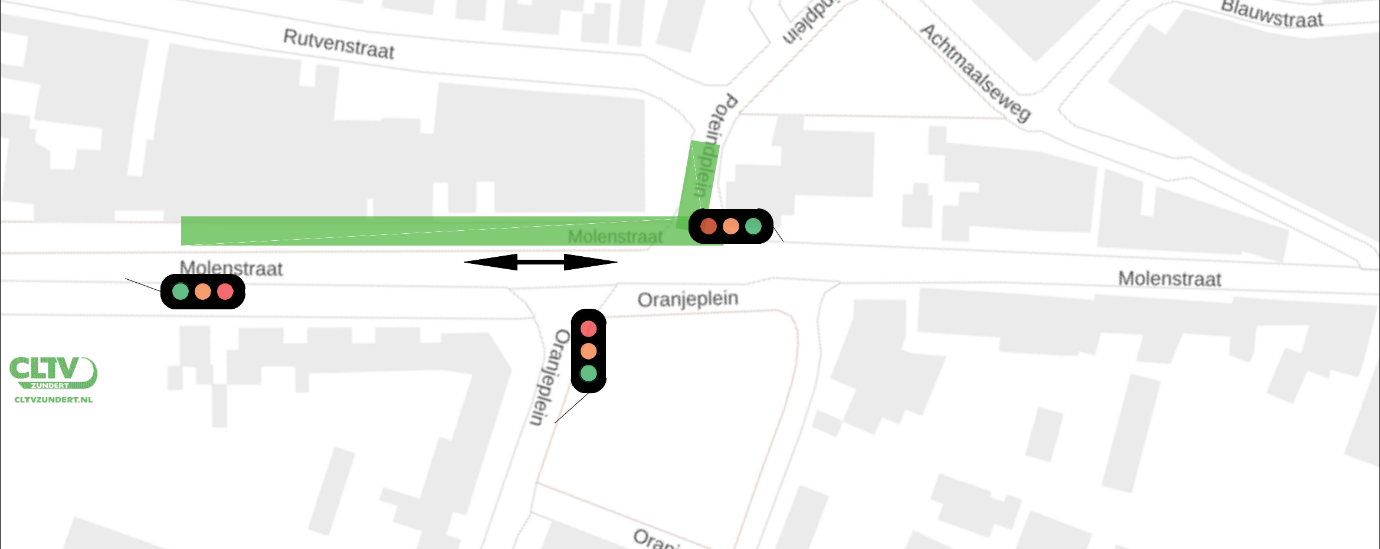 Blauwstraat
Rutvenstraat
Achtmaalseweg
Poteindplein
Molenstraat
Molenstraat
Molenstraat
Oranjeplein
Oranjeplein
CLTV
ZUNDERT
CLTVZUNDERT.NL